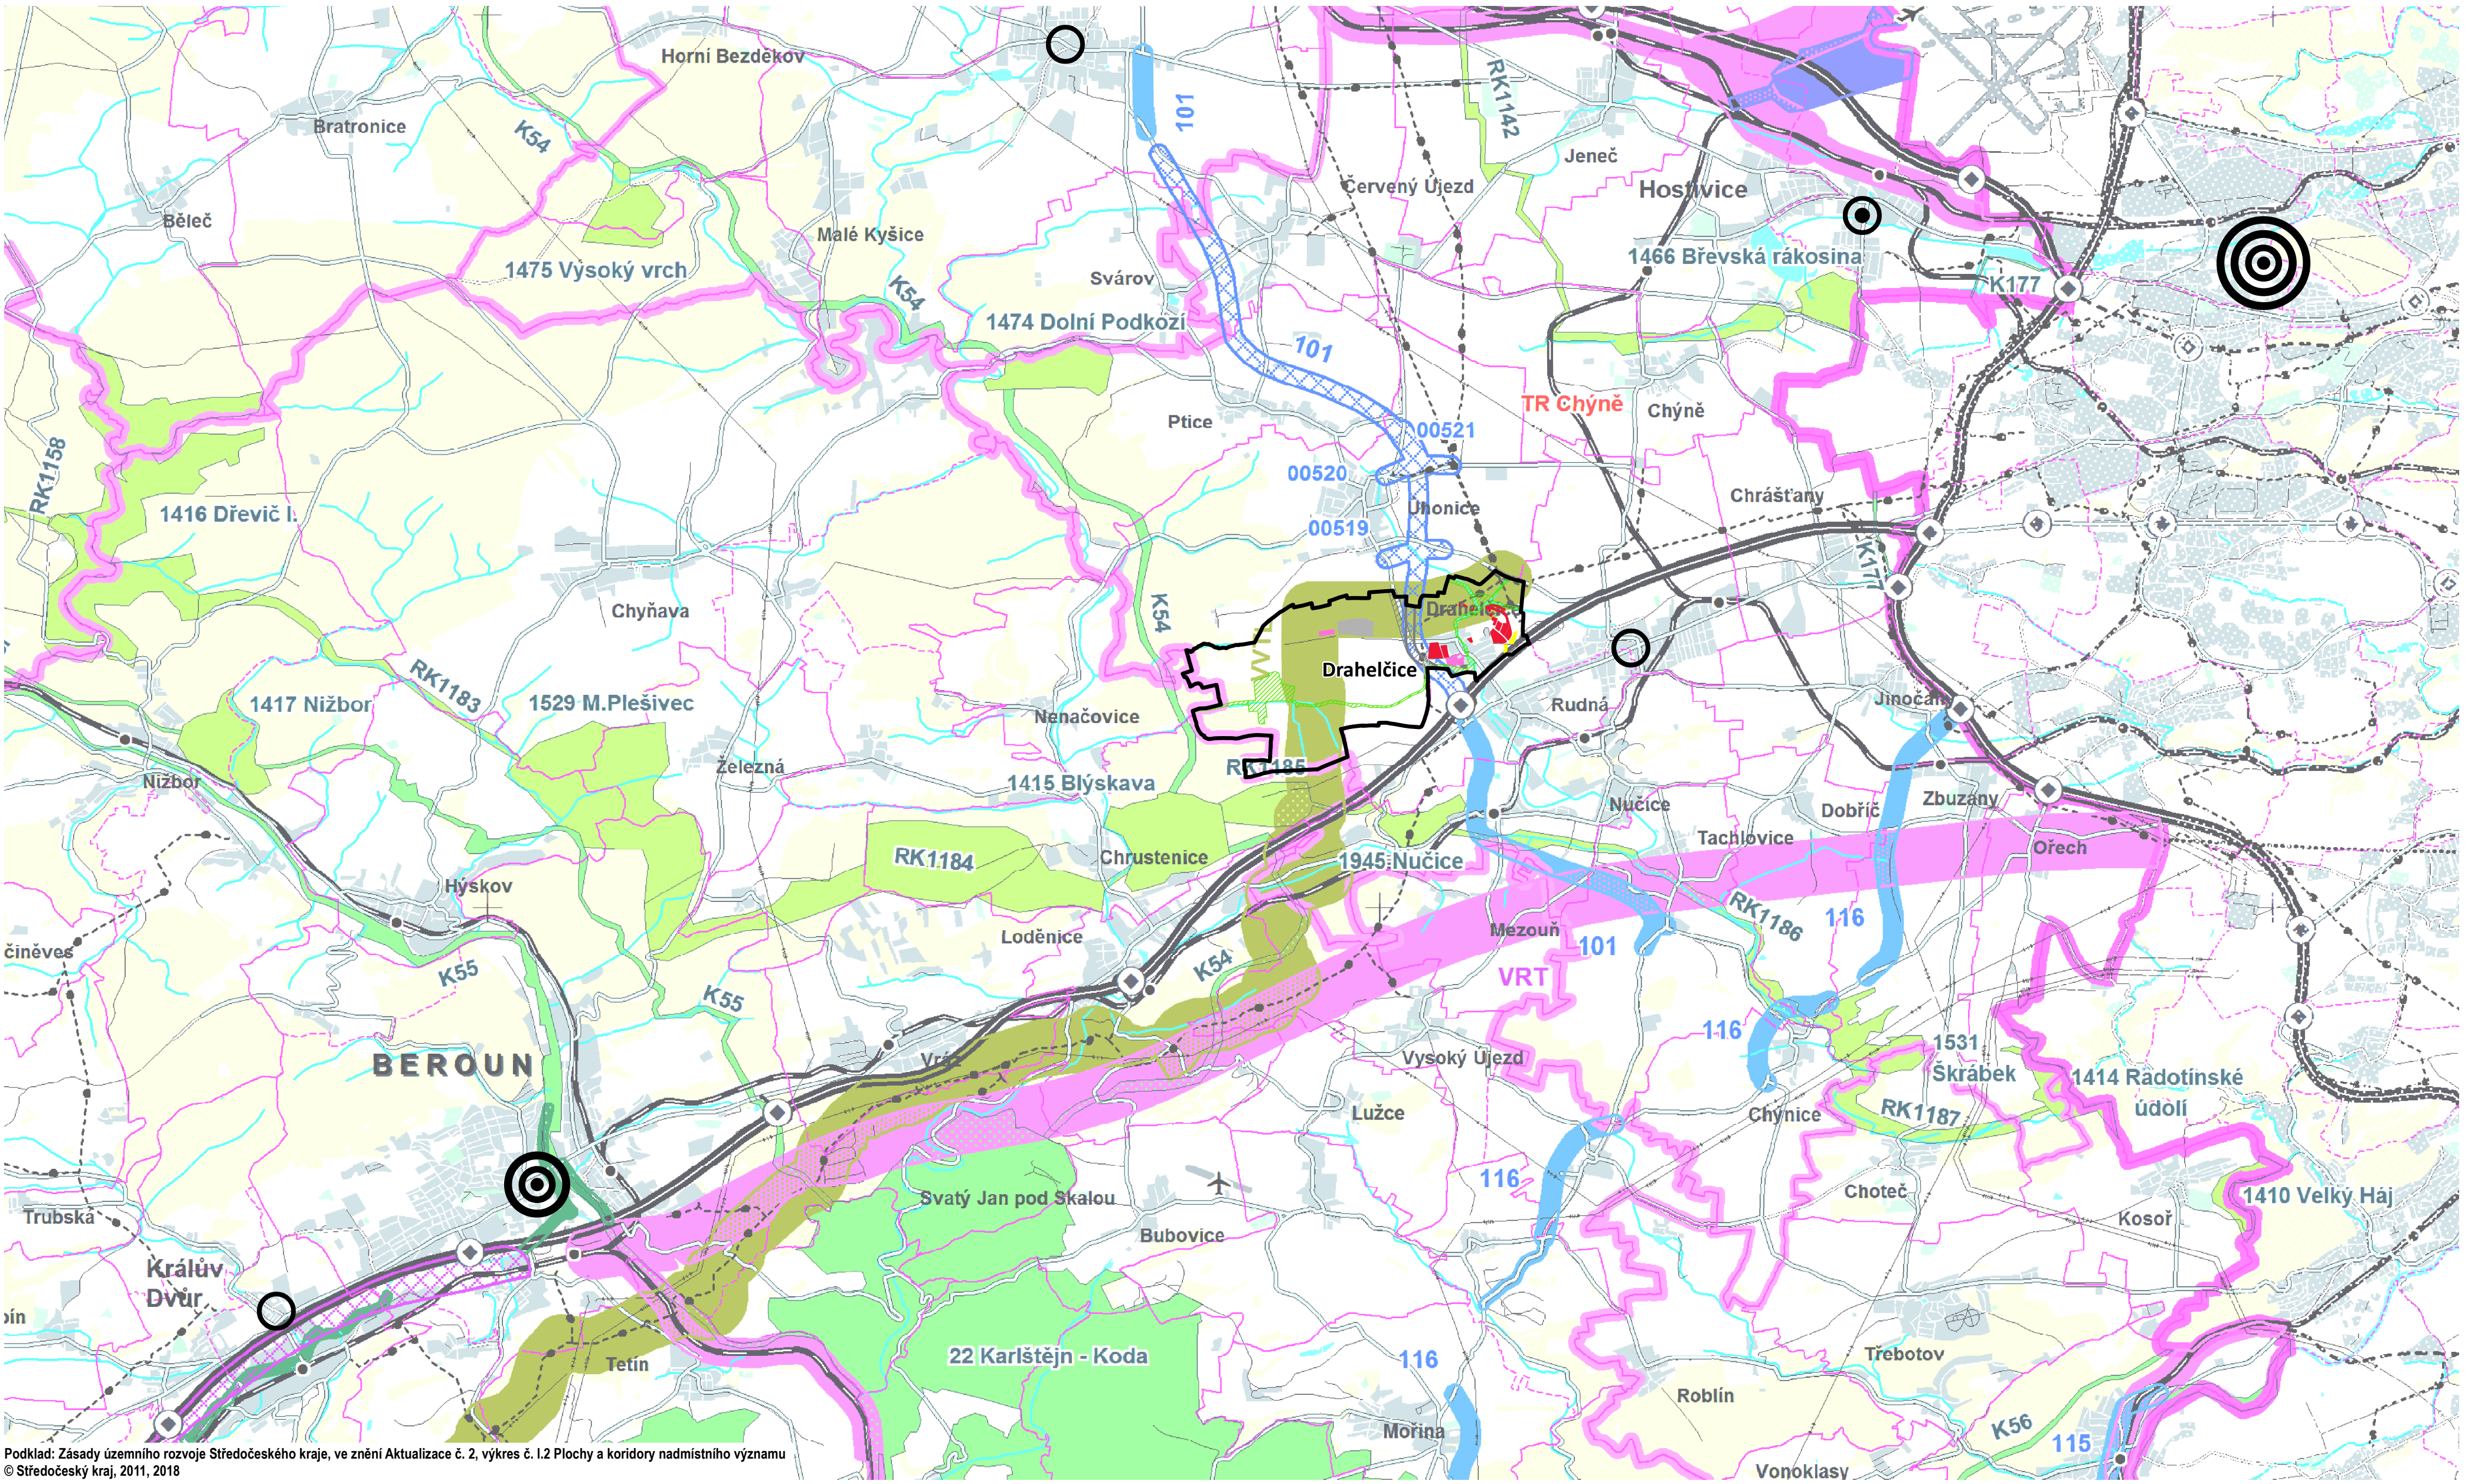 Horní Bezděkov
101
RK1142
Bratronice
K54
Jeneč
Červený Újezd
Hostivice
Běleč
Malé Kyšice
1466 Břevská rákosina
1475 Vysoký vrch
Svárov
K54
K177
1474 Dolní Podkozí
101
TR Chýně
Chýně
Ptice
00521
RK1158
00520
Chrášťany
1416 Dřevič I.
Úhonice
00519
K177
Chyňava
K54
Drahelčice
Drahelčice
RK1183
1417 Nižbor
1529 M.Plešivec
Nenačovice
Rudná
Jinočany
Železná
RK1185
Nižbor
1415 Blýskava
Nučice
Dobříč
Zbuzany
Tachlovice
Ořech
RK1184
Chrustenice
1945 Nučice
Hýskov
RK1186
116
Mezouň
101
Loděnice
činěves
K55
K54
VRT
K55
116
BEROUN
Vráž
Vysoký Újezd
1531
Škrábek
1414 Radotínské
údolí
Lužce
Chýnice
RK1187
116
Svatý Jan pod Skalou
Choteč
1410 Velký Háj
Trubská
Bubovice
Kosoř
Králův
Dvůr
22 Karlštejn - Koda
Tetín
116
Třebotov
Roblín
Mořina
K56
115
Vonoklasy
Podklad: Zásady územního rozvoje Středočeského kraje, ve znění Aktualizace č. 2, výkres č. I.2 Plochy a koridory nadmístního významu
© Středočeský kraj, 2011, 2018